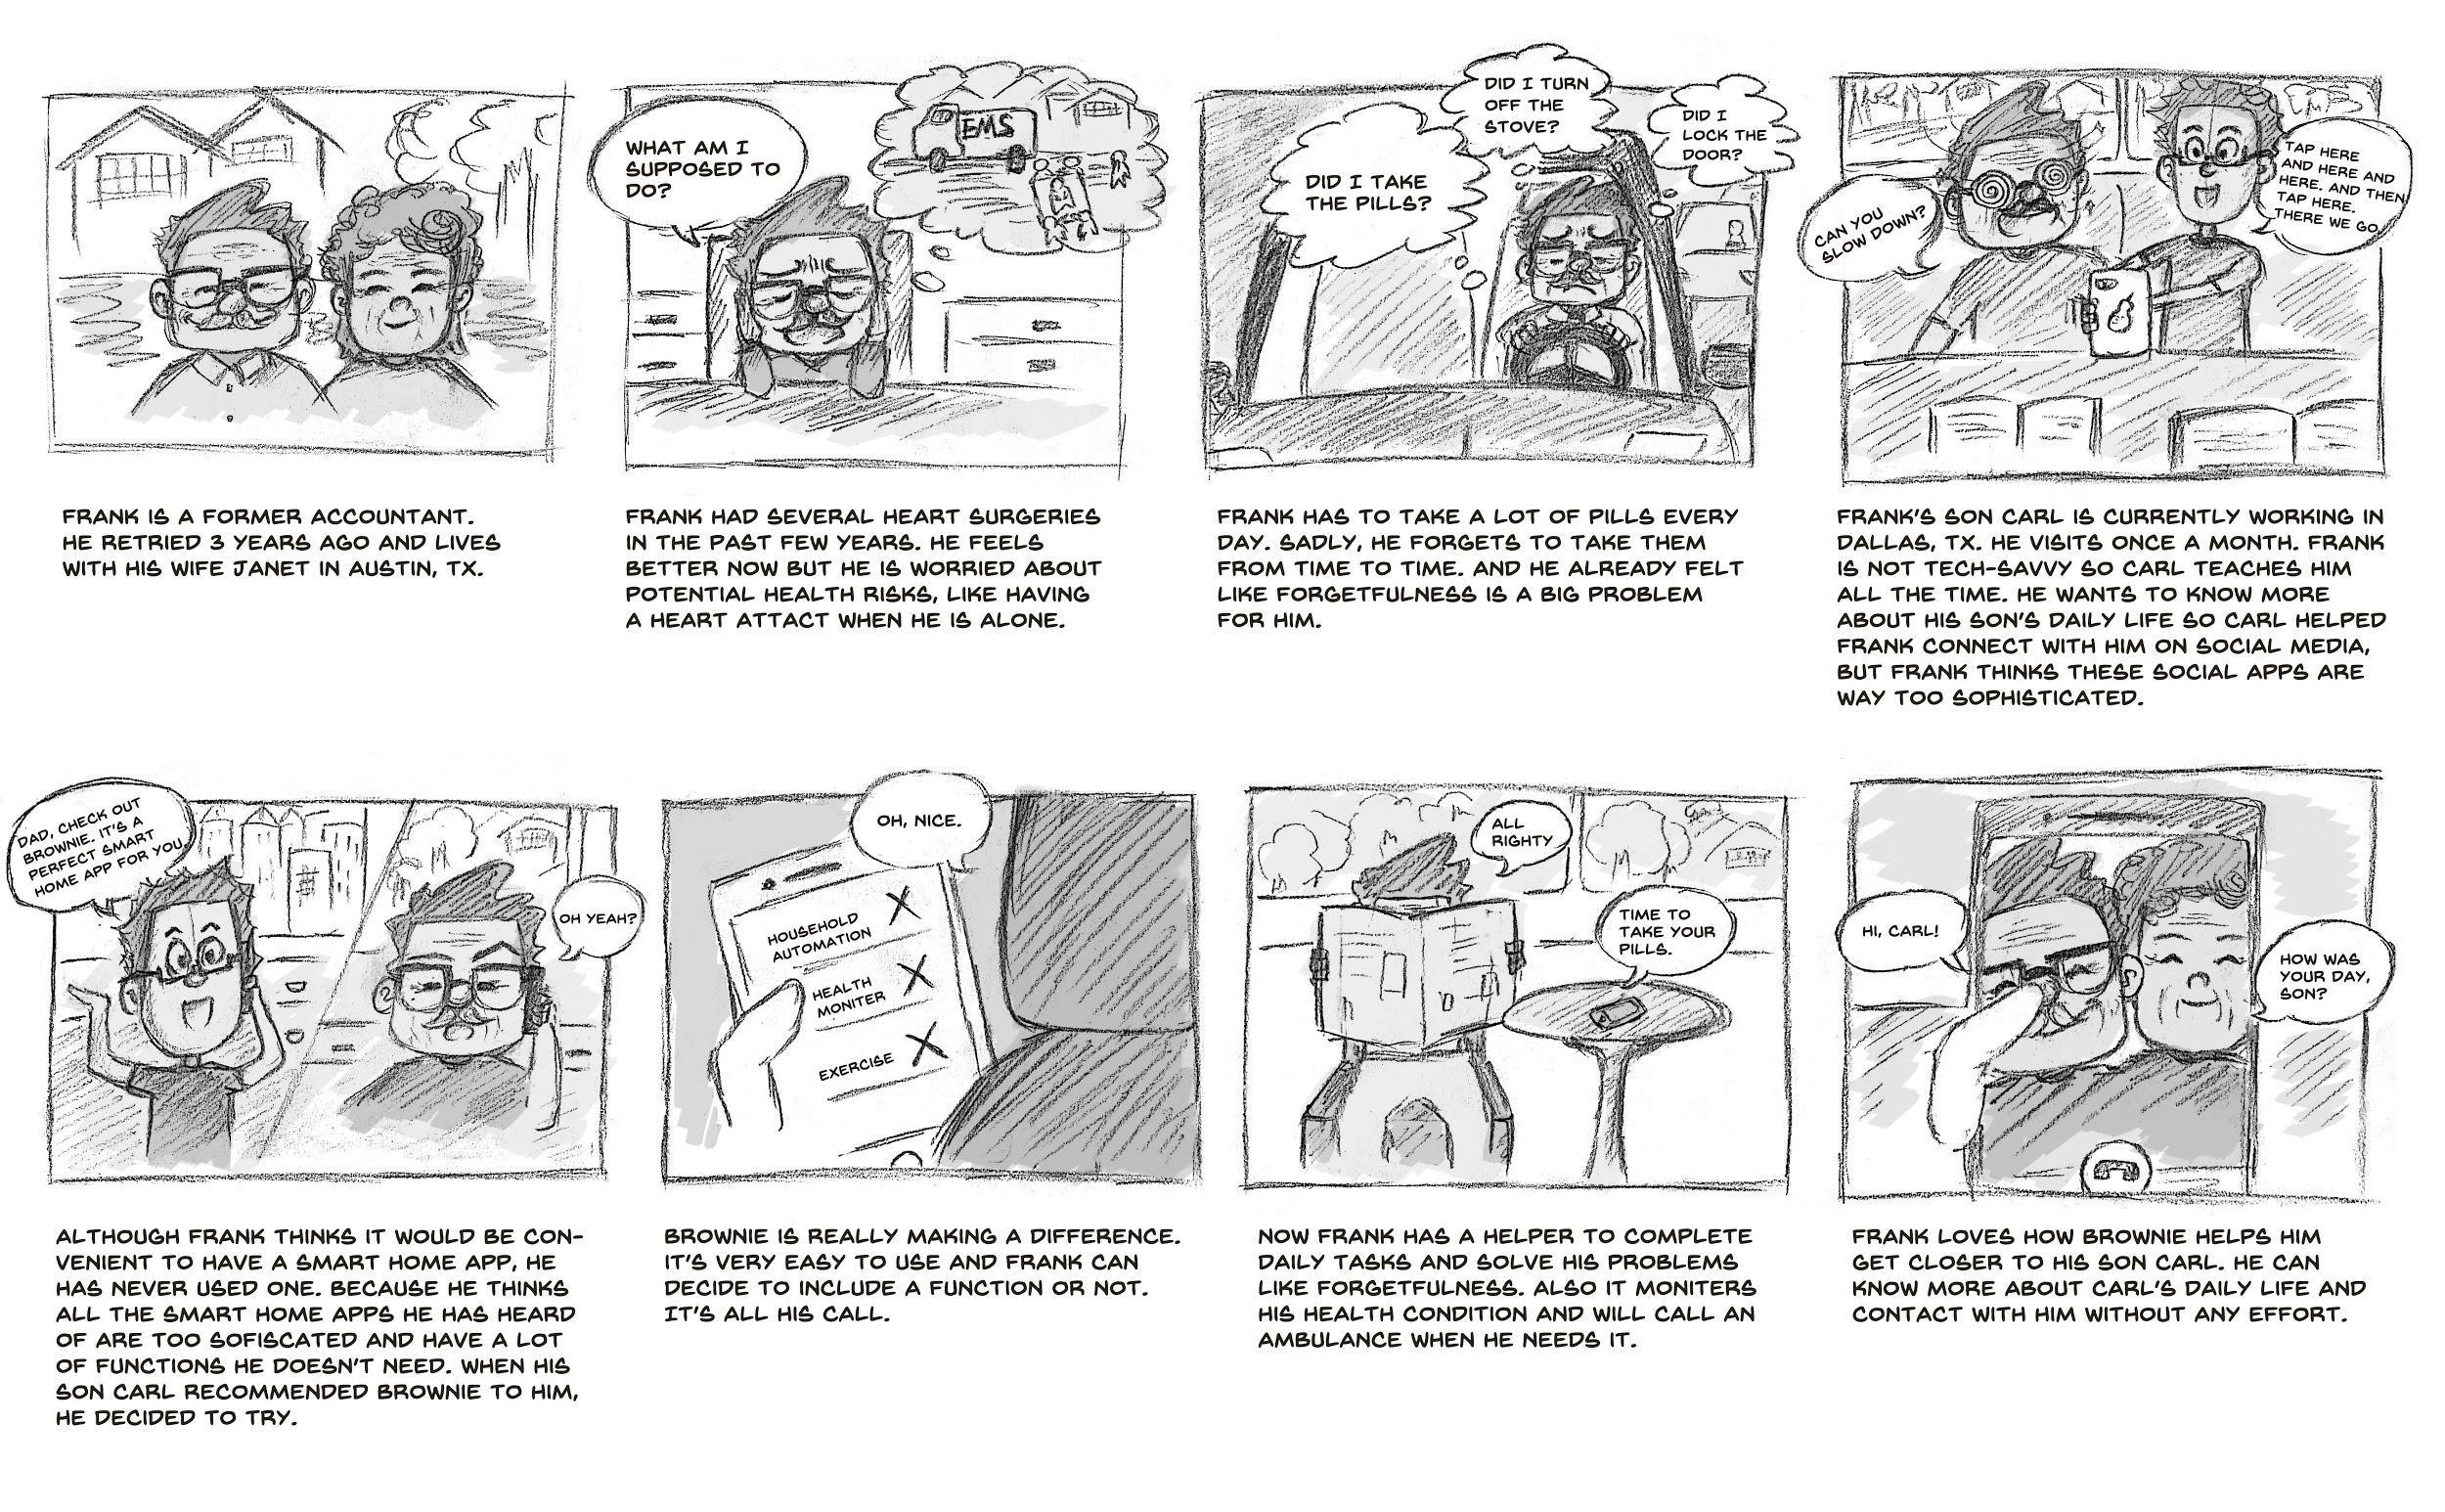 WHAT AM I
SUPPOSED TO
DO?
EMS
DID I TAKE
THE PILLS?
DID I TURN
OFF THE
STOVE?
DID I
LOCK THE
DOOR?
CAN YOU
SLOW DOWN?
TAP HERE
AND HERE AND
HERE. AND THEN
TAP HERE.
THERE WE GO.
FRANK IS A FORMER ACCOUNTANT.
HE RETRIED 3 YEARS AGO AND LIVES
WITH HIS WIFE JANET IN AUSTIN, TX.
FRANK HAD SEVERAL HEART SURGERIES
IN THE PAST FEW YEARS. HE FEELS
BETTER NOW BUT HE IS WORRIED ABOUT
POTENTIAL HEALTH RISKS, LIKE HAVING
A HEART ATTACT WHEN HE IS ALONE.
FRANK HAS TO TAKE A LOT OF PILLS EVERY
DAY. SADLY, HE FORGETS TO TAKE THEM
FROM TIME TO TIME. AND HE ALREADY FELT
LIKE FORGETFULNESS IS A BIG PROBLEM
FOR HIM.
FRANK'S SON CARL IS CURRENTLY WORKING IN
DALLAS, TX. HE VISITS ONCE A MONTH. FRANK
IS NOT TECH-SAVVY SO CARL TEACHES HIM
ALL THE TIME. HE WANTS TO KNOW MORE
ABOUT HIS SON'S DAILY LIFE SO CARL HELPED
FRANK CONNECT WITH HIM ON SOCIAL MEDIA,
BUT FRANK THINKS THESE SOCIAL APPS ARE
WAY TOO SOPHISTICATED.
DAD, CHECK OUT
BROWNIE. IT'S A
PERFECT SMART
HOME APP FOR YOU.
OH YEAH?
OH, NICE.
HOUSEHOLD
AUTOMATION
HEALTH
MONITER
EXERCISE
ALL
RIGHTY
TIME TO
TAKE YOUR
PILLS.
HI, CARL!
HOW WAS
YOUR DAY,
SON?
ALTHOUGH FRANK THINKS IT WOULD BE CON-
VENIENT TO HAVE A SMART HOME APP, HE
HAS NEVER USED ONE. BECAUSE HE THINKS
ALL THE SMART HOME APPS HE HAS HEARD
OF ARE TOO SOFISCATED AND HAVE A LOT
OF FUNCTIONS HE DOESN'T NEED. WHEN HIS
SON CARL RECOMMENDED BROWNIE TO HIM,
HE DECIDED TO TRY.
BROWNIE IS REALLY MAKING A DIFFERENCE.
IT'S VERY EASY TO USE AND FRANK CAN
DECIDE TO INCLUDE A FUNCTION OR NOT.
IT'S ALL HIS CALL.
NOW FRANK HAS A HELPER TO COMPLETE
DAILY TASKS AND SOLVE HIS PROBLEMS
LIKE FORGETFULNESS. ALSO IT MONITERS
HIS HEALTH CONDITION AND WILL CALL AN
AMBULANCE WHEN HE NEEDS IT.
FRANK LOVES HOW BROWNIE HELPS HIM
GET CLOSER TO HIS SON CARL. HE CAN
KNOW MORE ABOUT CARL'S DAILY LIFE AND
CONTACT WITH HIM WITHOUT ANY EFFORT.